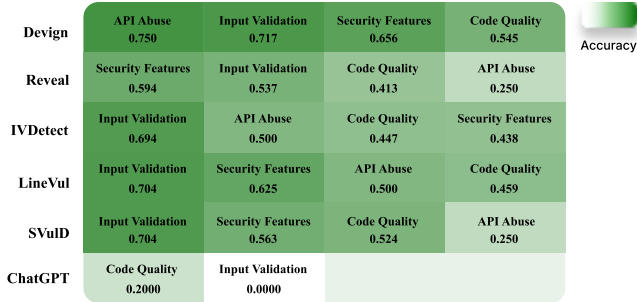 Devign
API Abuse
0.750
Input Validation
0.717
Security Features
0.656
Code Quality
0.545
Accuracy
Reveal
Security Features
0.594
Input Validation
0.537
Code Quality
0.413
API Abuse
0.250
IVDetect
Input Validation
0.694
API Abuse
0.500
Code Quality
0.447
Security Features
0.438
LineVul
Input Validation
0.704
Security Features
0.625
API Abuse
0.500
Code Quality
0.459
SVulD
Input Validation
0.704
Security Features
0.563
Code Quality
0.524
API Abuse
0.250
ChatGPT
Code Quality
0.2000
Input Validation
0.0000